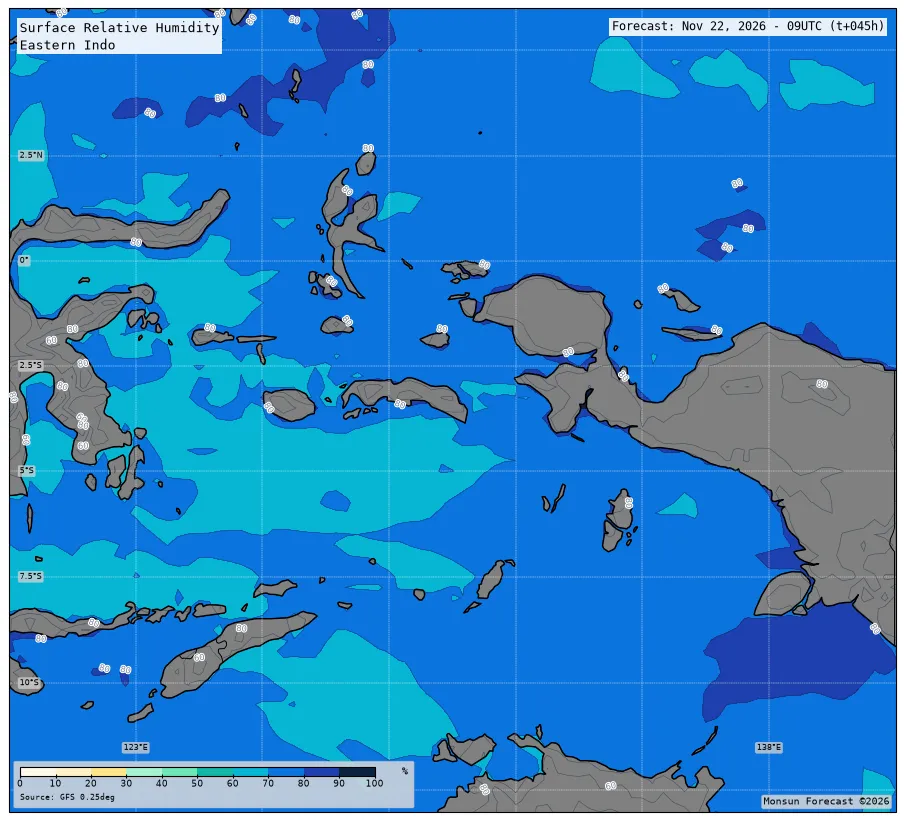 Surface Relative Humidity
Eastern Indo
Forecast: Nov 22, 2026 - 09UTC (t+045h)
2.5°N
0°
2.5°S
5°S
7.5°S
10°S
123°E
138°E
0 10 20 30 40 50 60 70 80 90 100 %
Source: GFS 0.25deg
Monsun Forecast ©2026